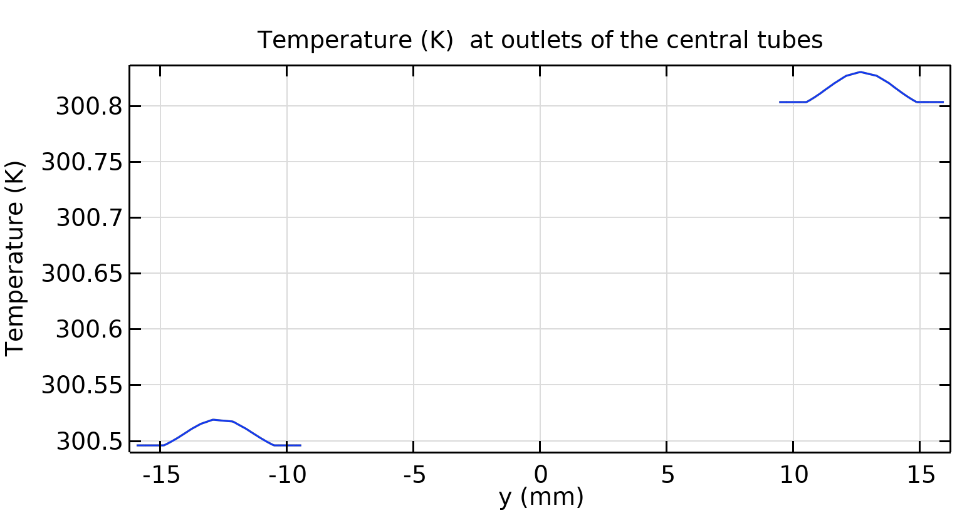 Temperature (K)  at outlets of the central tubes
Temperature (K)
300.8
300.75
300.7
300.65
300.6
300.55
300.5
-15 -10 -5 0 5 10 15
y (mm)